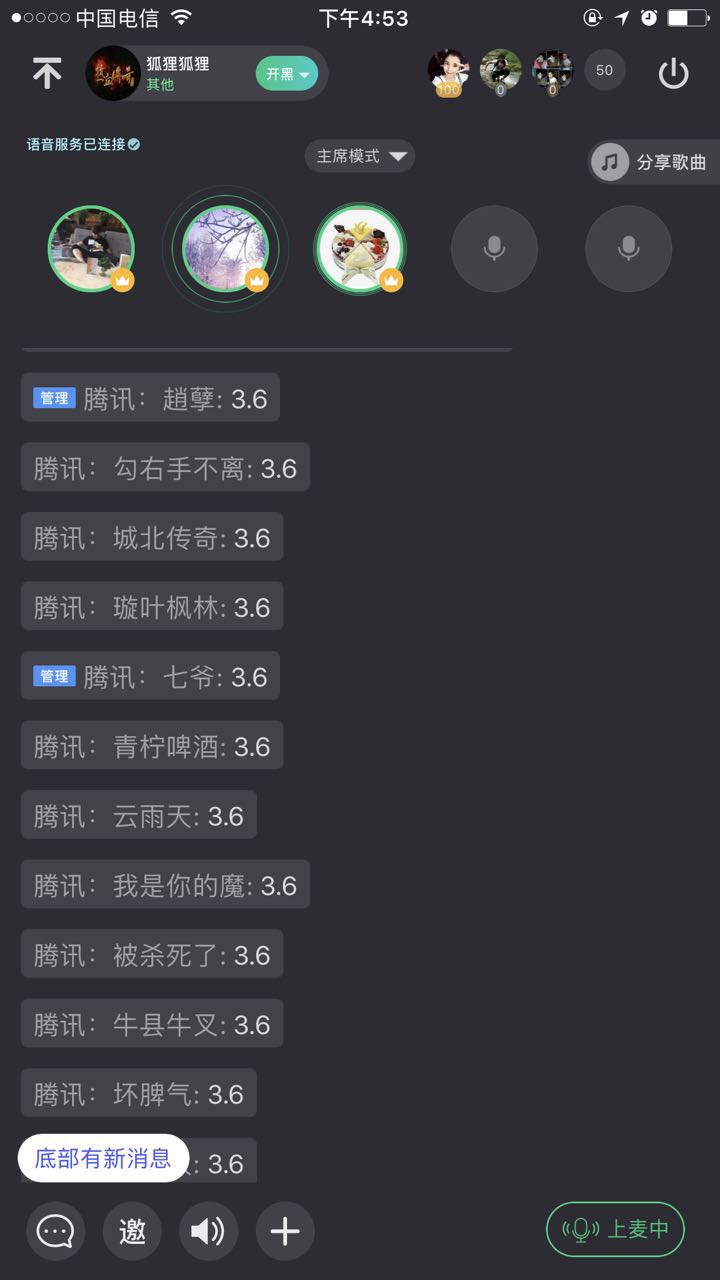 中国电信 下午4:53
狐狸狐狸
其他
开黑
100 0 0 50
语音服务已连接
主席模式
分享歌曲
管理 腾讯：趙孽: 3.6
腾讯：勾右手不离: 3.6
腾讯：城北传奇: 3.6
腾讯：璇叶枫林: 3.6
管理 腾讯：七爷: 3.6
腾讯：青柠啤酒: 3.6
腾讯：云雨天: 3.6
腾讯：我是你的魔: 3.6
腾讯：被杀死了: 3.6
腾讯：牛县牛叉: 3.6
腾讯：坏脾气: 3.6
底部有新消息 : 3.6
邀 上麦中